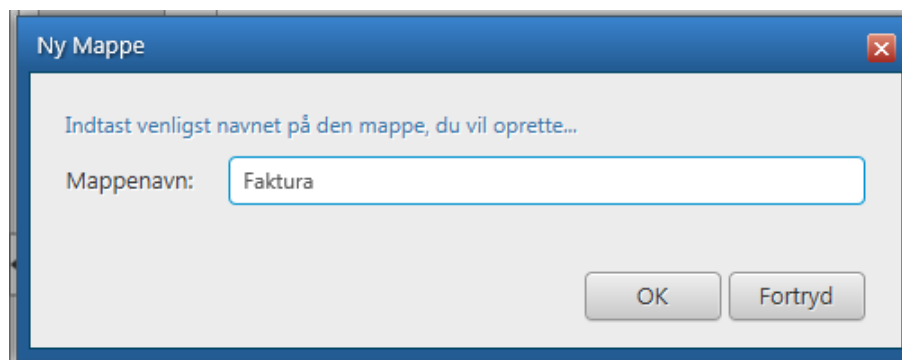 Ny Mappe
Indtast venligst navnet på den mappe, du vil oprette...
Mappenavn: Faktura
OK Fortryd